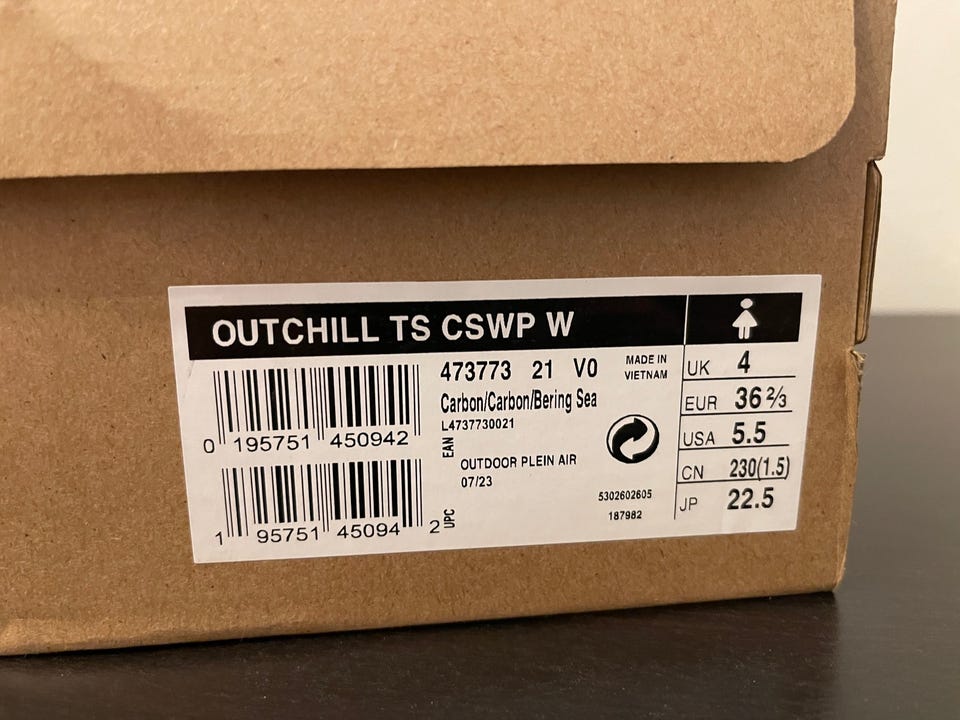 OUTCHILL TS CSWP W
0 195751 450942
EAN
1 95751 45094 2
UPC
473773 21 V0
MADE IN
VIETNAM
Carbon/Carbon/Bering Sea
L4737730021
OUTDOOR PLEIN AIR
07/23
5302602605
187982
UK 4
EUR 36 ⅔
USA 5.5
CN 230(1.5)
JP 22.5